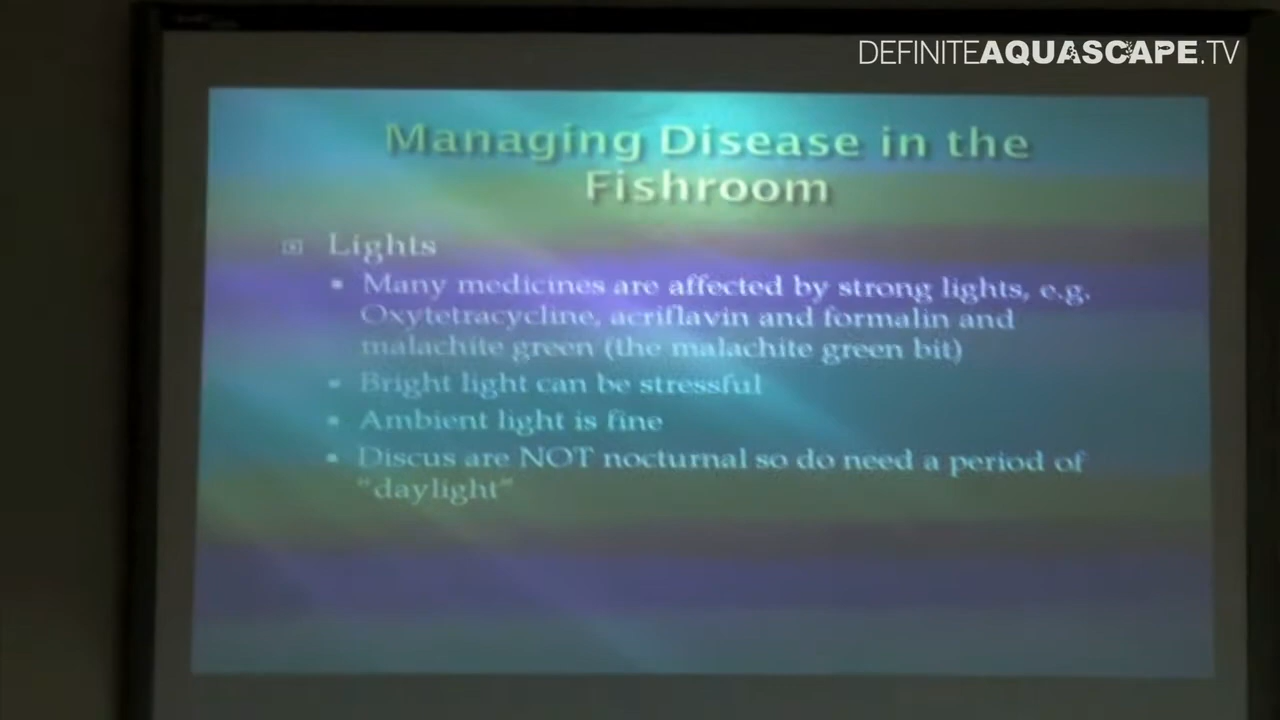 DEFINITEAQUASCAPE.TV
Managing Disease in the
Fishroom
Lights
Many medicines are affected by strong lights, e.g.
Oxytetracycline, acriflavin and formalin and
malachite green (the malachite green bit)
Bright light can be stressful
Ambient light is fine
Discus are NOT nocturnal so do need a period of
"daylight"